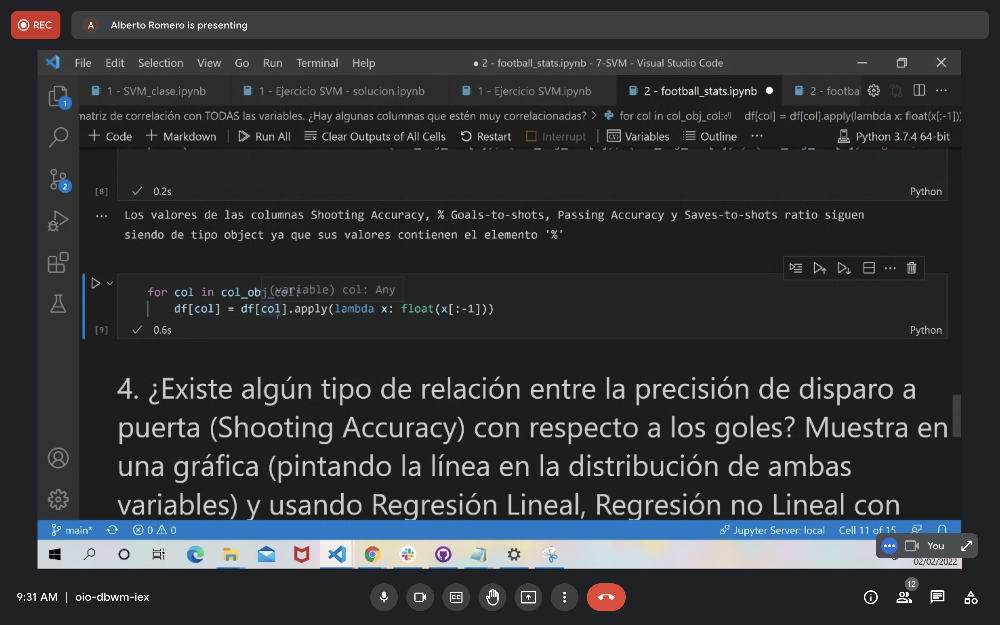 REC
A
Alberto Romero is presenting
File Edit Selection View Go Run Terminal Help
● 2 - football_stats.ipynb - 7-SVM - Visual Studio Code
1 - SVM_clase.ipynb
1 - Ejercicio SVM - solucion.ipynb
1 - Ejercicio SVM.ipynb
2 - football_stats.ipynb
2 - footbal
1
matriz de correlación con TODAS las variables. ¿Hay algunas columnas que estén muy correlacionadas? > for col in col_obj_col:⏎ df[col] = df[col].apply(lambda x: float(x[:-1]))
+ Code + Markdown Run All Clear Outputs of All Cells Restart Interrupt Variables Outline ... Python 3.7.4 64-bit
2
[8] ✓ 0.2s Python
... Los valores de las columnas Shooting Accuracy, % Goals-to-shots, Passing Accuracy y Saves-to-shots ratio siguen
siendo de tipo object ya que sus valores contienen el elemento '%'
(variable) col: Any
for col in col_obj_col:
df[col] = df[col].apply(lambda x: float(x[:-1]))
[9] ✓ 0.6s Python
4. ¿Existe algún tipo de relación entre la precisión de disparo a
puerta (Shooting Accuracy) con respecto a los goles? Muestra en
una gráfica (pintando la línea en la distribución de ambas
variables) y usando Regresión Lineal, Regresión no Lineal con
main* 0 0 Jupyter Server: local Cell 11 of 15
You
02/02/2022
9:31 AM | oio-dbwm-iex
CC
12